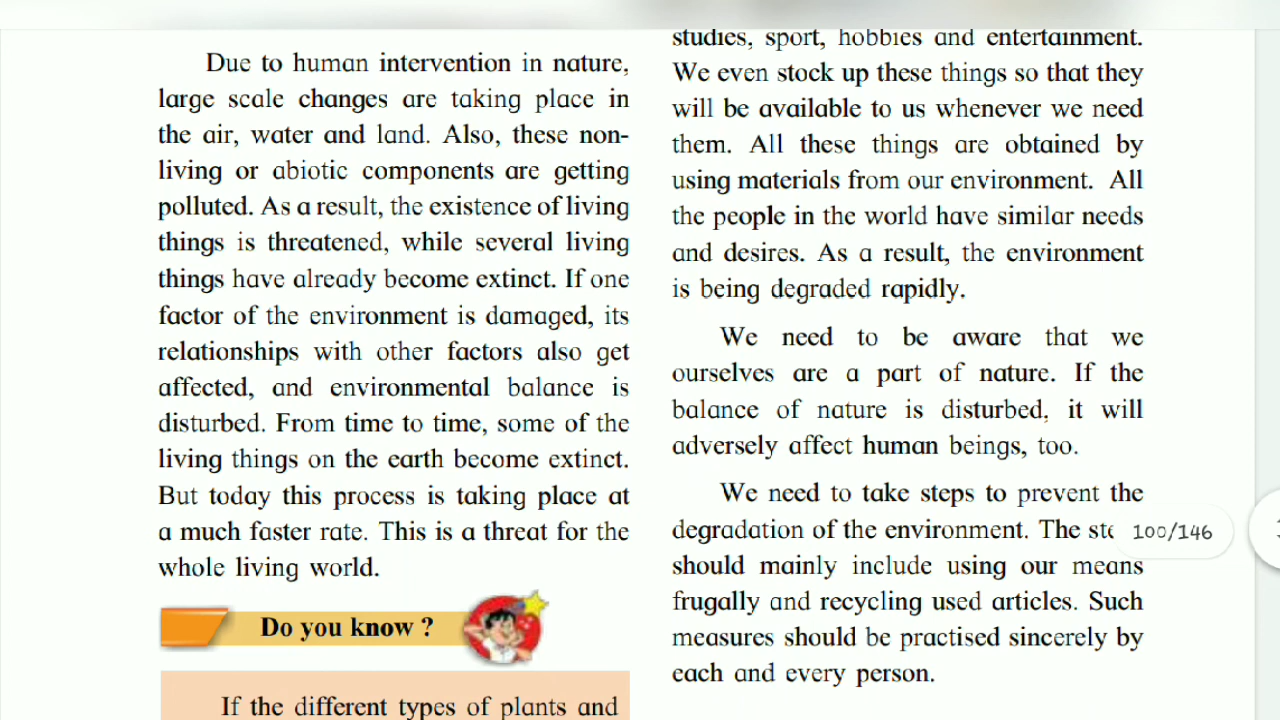 Due to human intervention in nature,
large scale changes are taking place in
the air, water and land. Also, these non-
living or abiotic components are getting
polluted. As a result, the existence of living
things is threatened, while several living
things have already become extinct. If one
factor of the environment is damaged, its
relationships with other factors also get
affected, and environmental balance is
disturbed. From time to time, some of the
living things on the earth become extinct.
But today this process is taking place at
a much faster rate. This is a threat for the
whole living world.
Do you know ?
If the different types of plants and
studies, sport, hobbies and entertainment.
We even stock up these things so that they
will be available to us whenever we need
them. All these things are obtained by
using materials from our environment. All
the people in the world have similar needs
and desires. As a result, the environment
is being degraded rapidly.
We need to be aware that we
ourselves are a part of nature. If the
balance of nature is disturbed, it will
adversely affect human beings, too.
We need to take steps to prevent the
degradation of the environment. The
should mainly include using our means
frugally and recycling used articles. Such
measures should be practised sincerely by
each and every person.
100/146